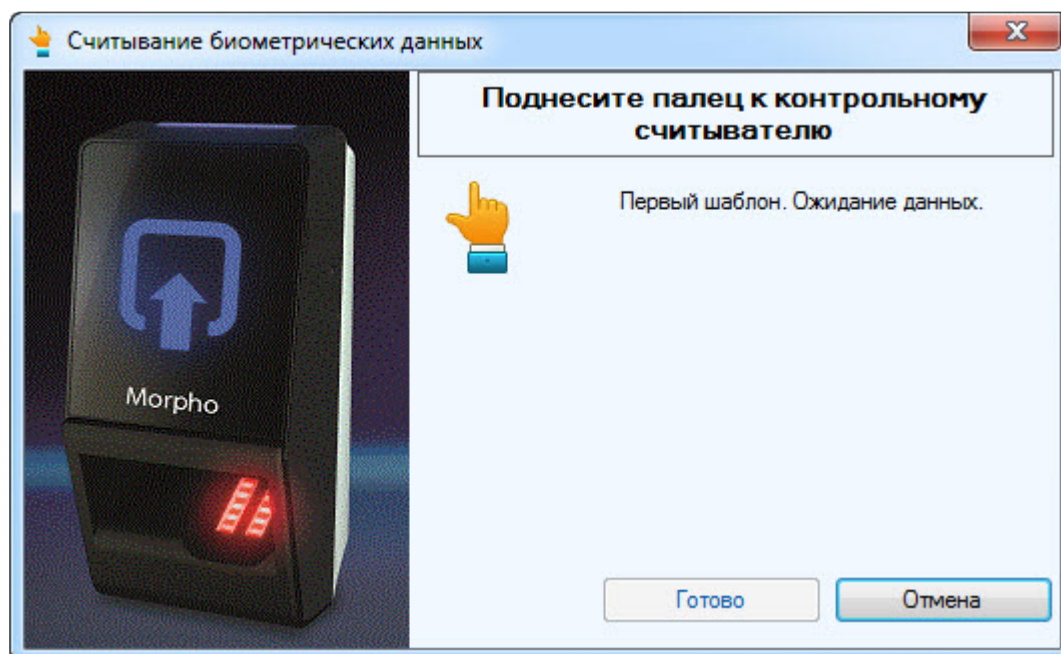 Считывание биометрических данных
Поднесите палец к контрольному
считывателю
Первый шаблон. Ожидание данных.
Morpho
Готово
Отмена